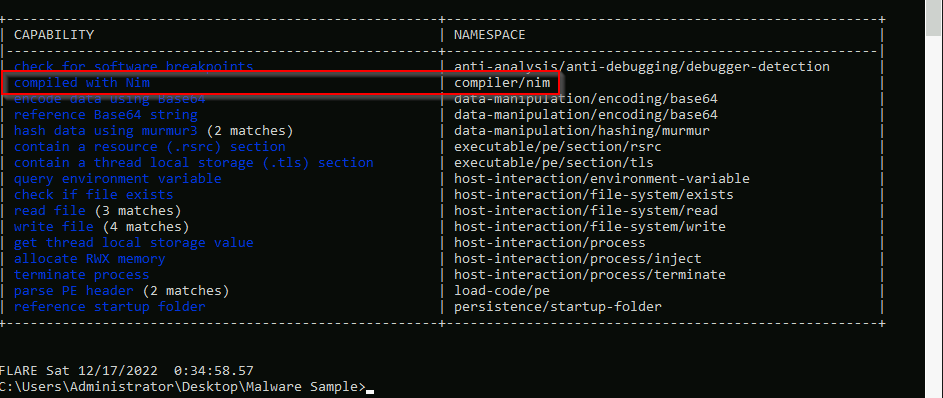 CAPABILITY NAMESPACE
check for software breakpoints anti-analysis/anti-debugging/debugger-detection
compiled with Nim compiler/nim
encode data using Base64 data-manipulation/encoding/base64
reference Base64 string data-manipulation/encoding/base64
hash data using murmur3 (2 matches) data-manipulation/hashing/murmur
contain a resource (.rsrc) section executable/pe/section/rsrc
contain a thread local storage (.tls) section executable/pe/section/tls
query environment variable host-interaction/environment-variable
check if file exists host-interaction/file-system/exists
read file (3 matches) host-interaction/file-system/read
write file (4 matches) host-interaction/file-system/write
get thread local storage value host-interaction/process
allocate RWX memory host-interaction/process/inject
terminate process host-interaction/process/terminate
parse PE header (2 matches) load-code/pe
reference startup folder persistence/startup-folder
FLARE Sat 12/17/2022 0:34:58.57
C:\Users\Administrator\Desktop\Malware Sample>_